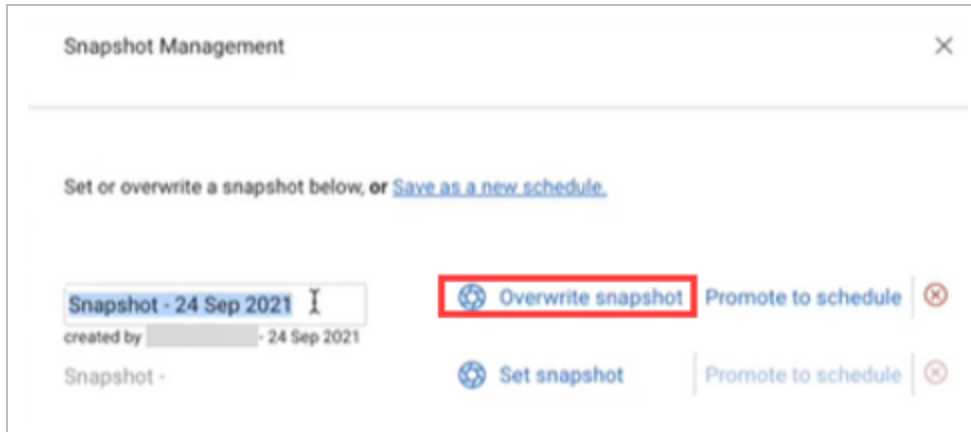 Snapshot Management
Set or overwrite a snapshot below, or Save as a new schedule.
Snapshot - 24 Sep 2021 Overwrite snapshot Promote to schedule
created by - 24 Sep 2021
Snapshot - Set snapshot Promote to schedule